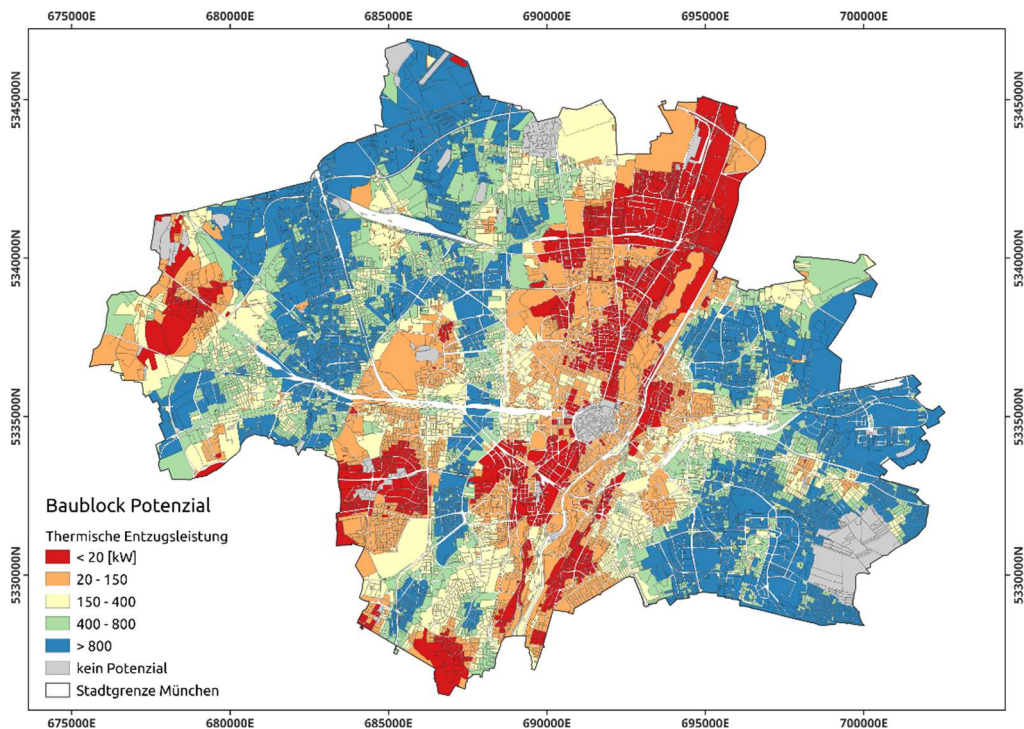 675000E 680000E 685000E 690000E 695000E 700000E
5345000N 5345000N
5340000N 5340000N
5335000N 5335000N
5330000N 5330000N
Baublock Potenzial
Thermische Entzugsleistung
< 20 [kW]
20 - 150
150 - 400
400 - 800
> 800
kein Potenzial
Stadtgrenze München
675000E 680000E 685000E 690000E 695000E 700000E